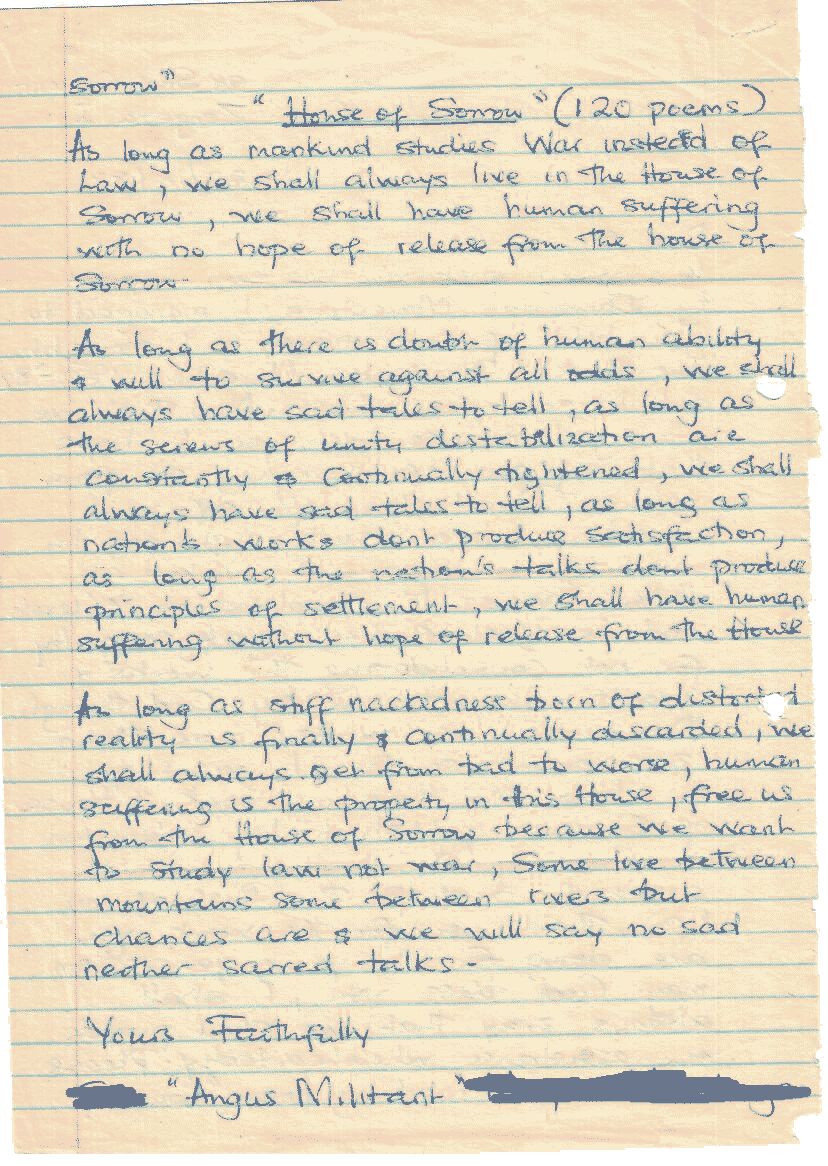 sorrow"
"House of Sorrow" (120 poems)
As long as mankind studies War instead of
Law, we shall always live in the House of
Sorrow, we shall have human suffering
with no hope of release from the house of
Sorrow
As long as there is doubt of human ability
& will to survive against all odds, we shall
always have sad tales to tell, as long as
the screws of unity destabilization are
constantly & continually tightened, we shall
always have sad tales to tell, as long as
nation's works dont produce satisfaction,
as long as the nation's talks dont produce
principles of settlement, we shall have human
suffering without hope of release from the House
As long as stiff nackedness born of distorted
reality is finally & continually discarded, we
shall always get from bad to worse, human
suffering is the property in this House, free us
from the House of Sorrow because we want
to study law not war, Some live between
mountains some between rivers but
chances are & we will say no sad
neither sacred talks.
Yours Faithfully
"Angus Militant"